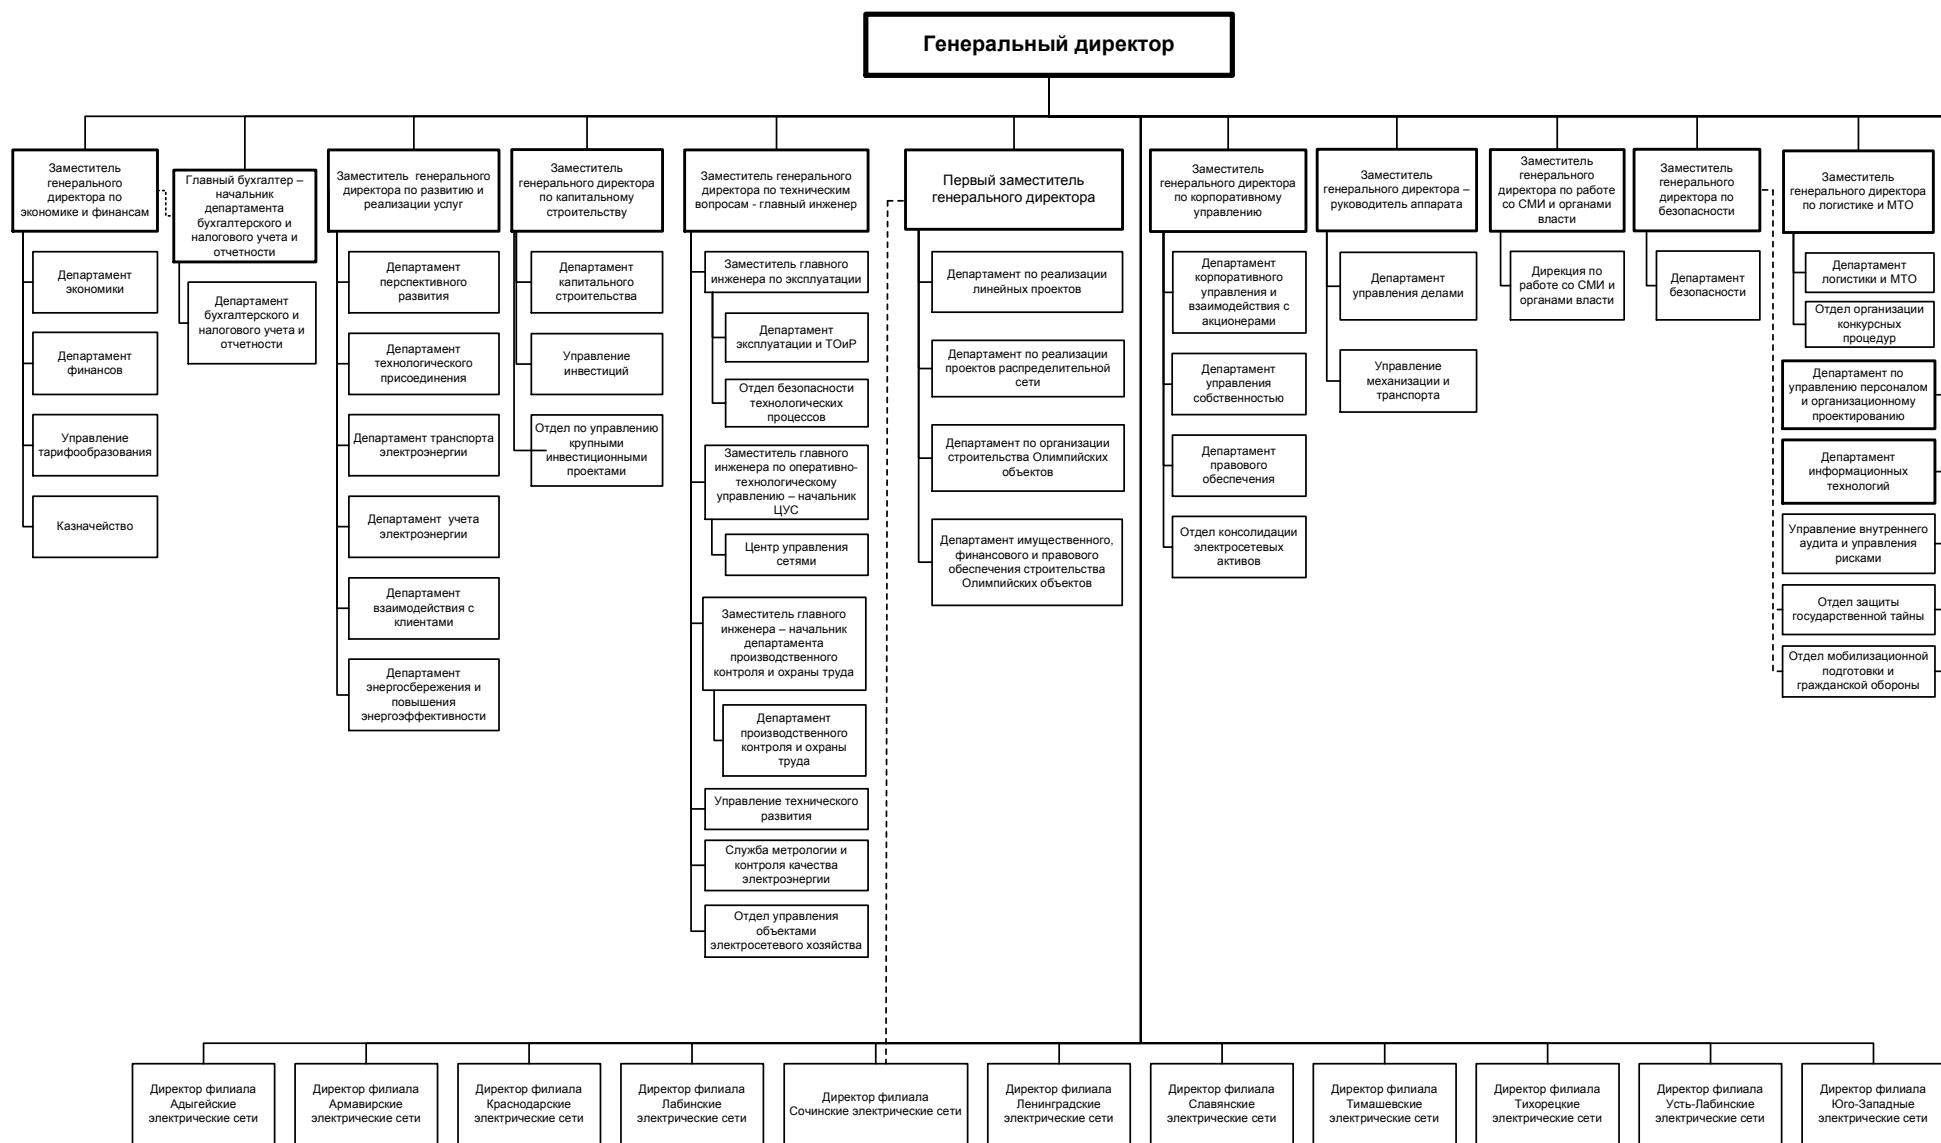 Генеральный директор
Заместитель
генерального
директора по
экономике и финансам
Главный бухгалтер –
начальник
департамента
бухгалтерского и
налогового учета и
отчетности
Заместитель генерального
директора по развитию и
реализации услуг
Заместитель
генерального директора
по капитальному
строительству
Заместитель генерального
директора по техническим
вопросам - главный инженер
Первый заместитель
генерального директора
Заместитель
генерального директора
по корпоративному
управлению
Заместитель
генерального директора –
руководитель аппарата
Заместитель
генерального
директора по работе
со СМИ и органами
власти
Заместитель
генерального
директора по
безопасности
Заместитель
генерального директора
по логистике и МТО
Департамент
экономики
Департамент
финансов
Управление
тарифообразования
Казначейство
Департамент
бухгалтерского и
налогового учета и
отчетности
Департамент
перспективного
развития
Департамент
технологического
присоединения
Департамент транспорта
электроэнергии
Департамент учета
электроэнергии
Департамент
взаимодействия с
клиентами
Департамент
энергосбережения и
повышения
энергоэффективности
Департамент
капитального
строительства
Управление
инвестиций
Отдел по управлению
крупными
инвестиционными
проектами
Заместитель главного
инженера по эксплуатации
Департамент
эксплуатации и ТОиР
Отдел безопасности
технологических
процессов
Заместитель главного
инженера по оперативно-
технологическому
управлению – начальник
ЦУС
Центр управления
сетями
Заместитель главного
инженера – начальник
департамента
производственного
контроля и охраны труда
Департамент
производственного
контроля и охраны
труда
Управление технического
развития
Служба метрологии и
контроля качества
электроэнергии
Отдел управления
объектами
электросетевого хозяйства
Департамент по реализации
линейных проектов
Департамент по реализации
проектов распределительной
сети
Департамент по организации
строительства Олимпийских
объектов
Департамент имущественного,
финансового и правового
обеспечения строительства
Олимпийских объектов
Департамент
корпоративного
управления и
взаимодействия с
акционерами
Департамент
управления
собственностью
Департамент
правового
обеспечения
Отдел консолидации
электросетевых
активов
Департамент
управления делами
Управление
механизации и
транспорта
Дирекция по
работе со СМИ и
органами власти
Департамент
безопасности
Департамент
логистики и МТО
Отдел организации
конкурсных
процедур
Департамент по
управлению персоналом
и организационному
проектированию
Департамент
информационных
технологий
Управление внутреннего
аудита и управления
рисками
Отдел защиты
государственной тайны
Отдел мобилизационной
подготовки и
гражданской обороны
Директор филиала
Адыгейские
электрические сети
Директор филиала
Армавирские
электрические сети
Директор филиала
Краснодарские
электрические сети
Директор филиала
Лабинские
электрические сети
Директор филиала
Сочинские электрические сети
Директор филиала
Ленинградские
электрические сети
Директор филиала
Славянские
электрические сети
Директор филиала
Тимашевские
электрические сети
Директор филиала
Тихорецкие
электрические сети
Директор филиала
Усть-Лабинские
электрические сети
Директор филиала
Юго-Западные
электрические сети